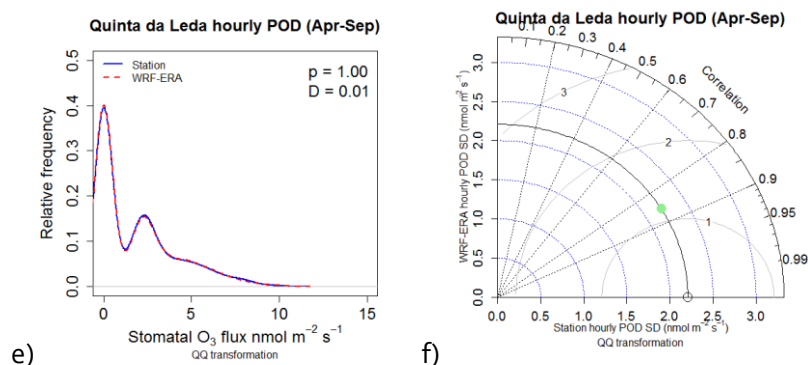 Quinta da Leda hourly POD (Apr-Sep)
Station
WRF-ERA
p = 1.00
D = 0.01
Relative frequency
0.5
0.4
0.3
0.2
0.1
0.0
0 5 10 15
Stomatal O₃ flux nmol m⁻² s⁻¹
QQ transformation
e)
Quinta da Leda hourly POD (Apr-Sep)
0.1 0.2 0.3 0.4 0.5 0.6 0.7 0.8 0.9 0.95 0.99
Correlation
WRF-ERA hourly POD SD (nmol m⁻² s⁻¹)
3.0
2.5
2.0
1.5
1.0
0.5
0.0
3
2
1
0.0 0.5 1.0 1.5 2.0 2.5 3.0
Station hourly POD SD (nmol m⁻² s⁻¹)
QQ transformation
f)